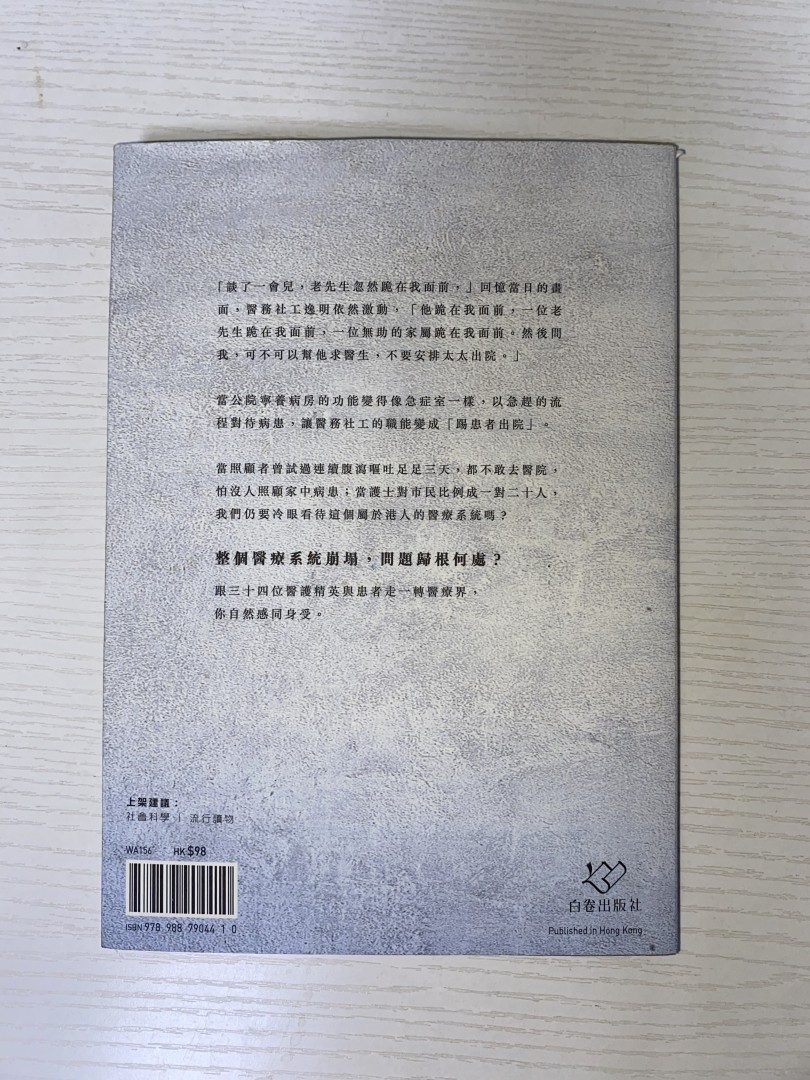 「談了一會兒，老先生忽然跪在我面前，」回憶當日的畫
面，醫務社工逸明依然激動，「他跪在我面前，一位老
先生跪在我面前，一位無助的家屬跪在我面前。然後問
我，可不可以幫他求醫生，不要安排太太出院。」
當公院寧養病房的功能變得像急症室一樣，以急趕的流
程對待病患，讓醫務社工的職能變成「踢患者出院」。
當照顧者曾試過連續腹瀉嘔吐足足三天，都不敢去醫院，
怕沒人照顧家中病患；當護士對市民比例成一對二十人，
我們仍要冷眼看待這個屬於港人的醫療系統嗎？
整個醫療系統崩塌，問題歸根何處？
跟三十四位醫護精英與患者走一轉醫療界，
你自然感同身受。
上架建議：
社會科學 | 流行讀物
WA156 HK$98
ISBN 978 988 79044 1 0
白卷出版社
Published in Hong Kong